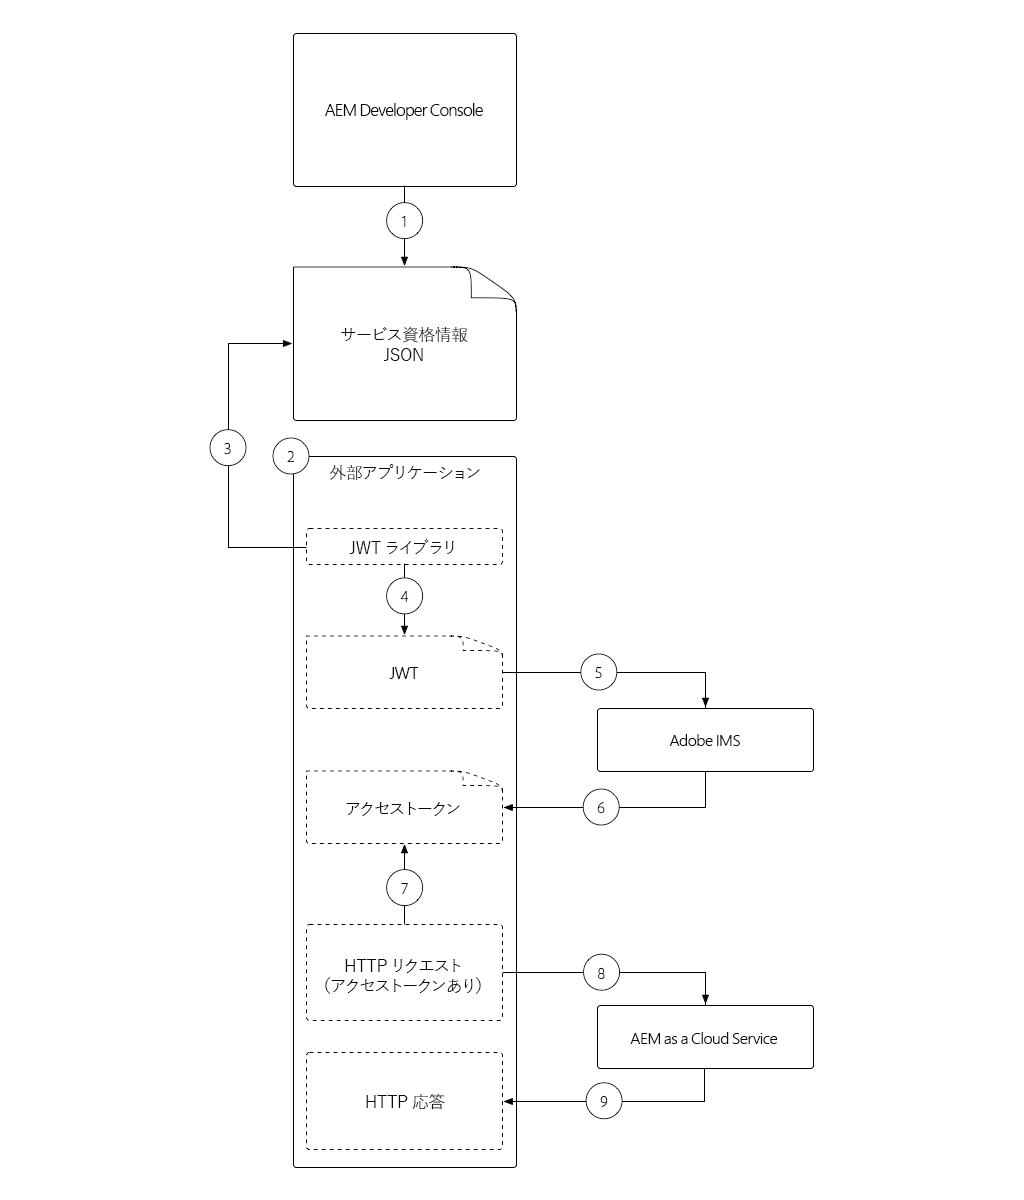 AEM Developer Console
1
サービス資格情報
JSON
3
2
外部アプリケーション
JWT ライブラリ
4
JWT
5
Adobe IMS
アクセストークン
6
7
HTTP リクエスト
（アクセストークンあり）
8
AEM as a Cloud Service
HTTP 応答
9